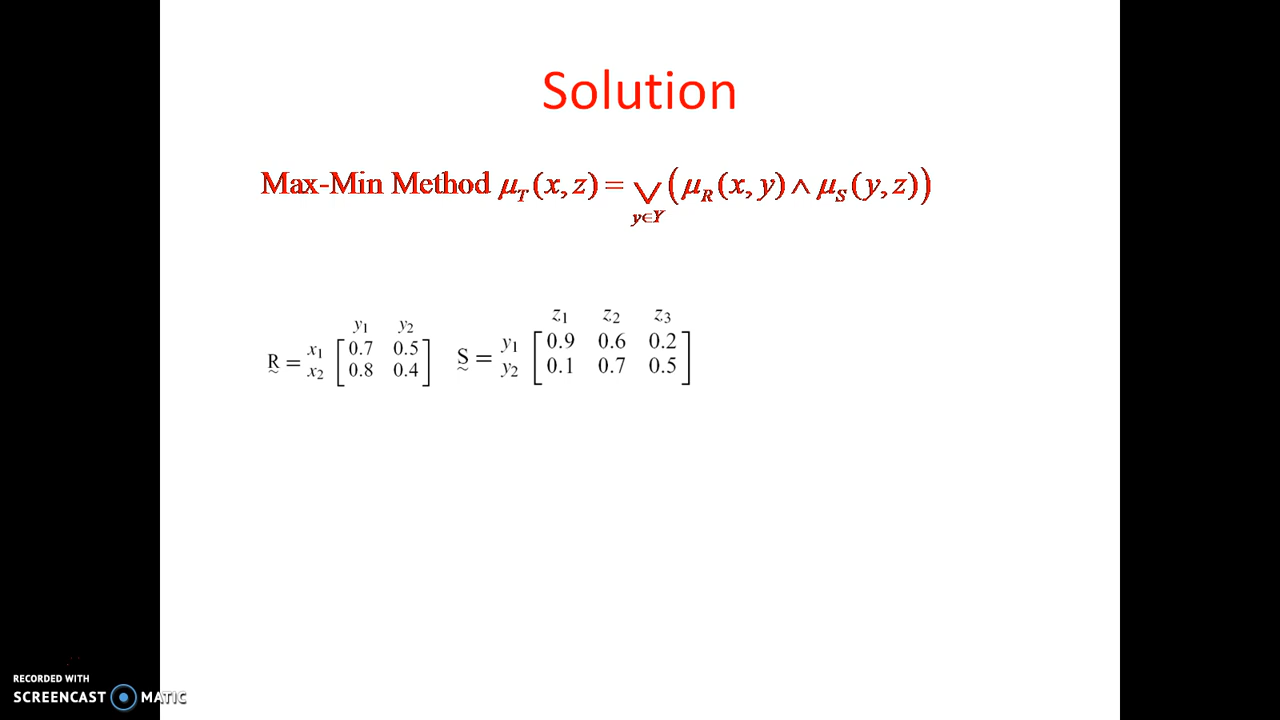 Solution
Max-Min Method μ_T(x, z) = ∨_{y∈Y} (μ_R(x, y) ∧ μ_S(y, z))
z₁ z₂ z₃
y₁ y₂
R = x₁ [0.7 0.5] S = y₁ [0.9 0.6 0.2]
x₂ [0.8 0.4] y₂ [0.1 0.7 0.5]
RECORDED WITH
SCREENCAST MATIC